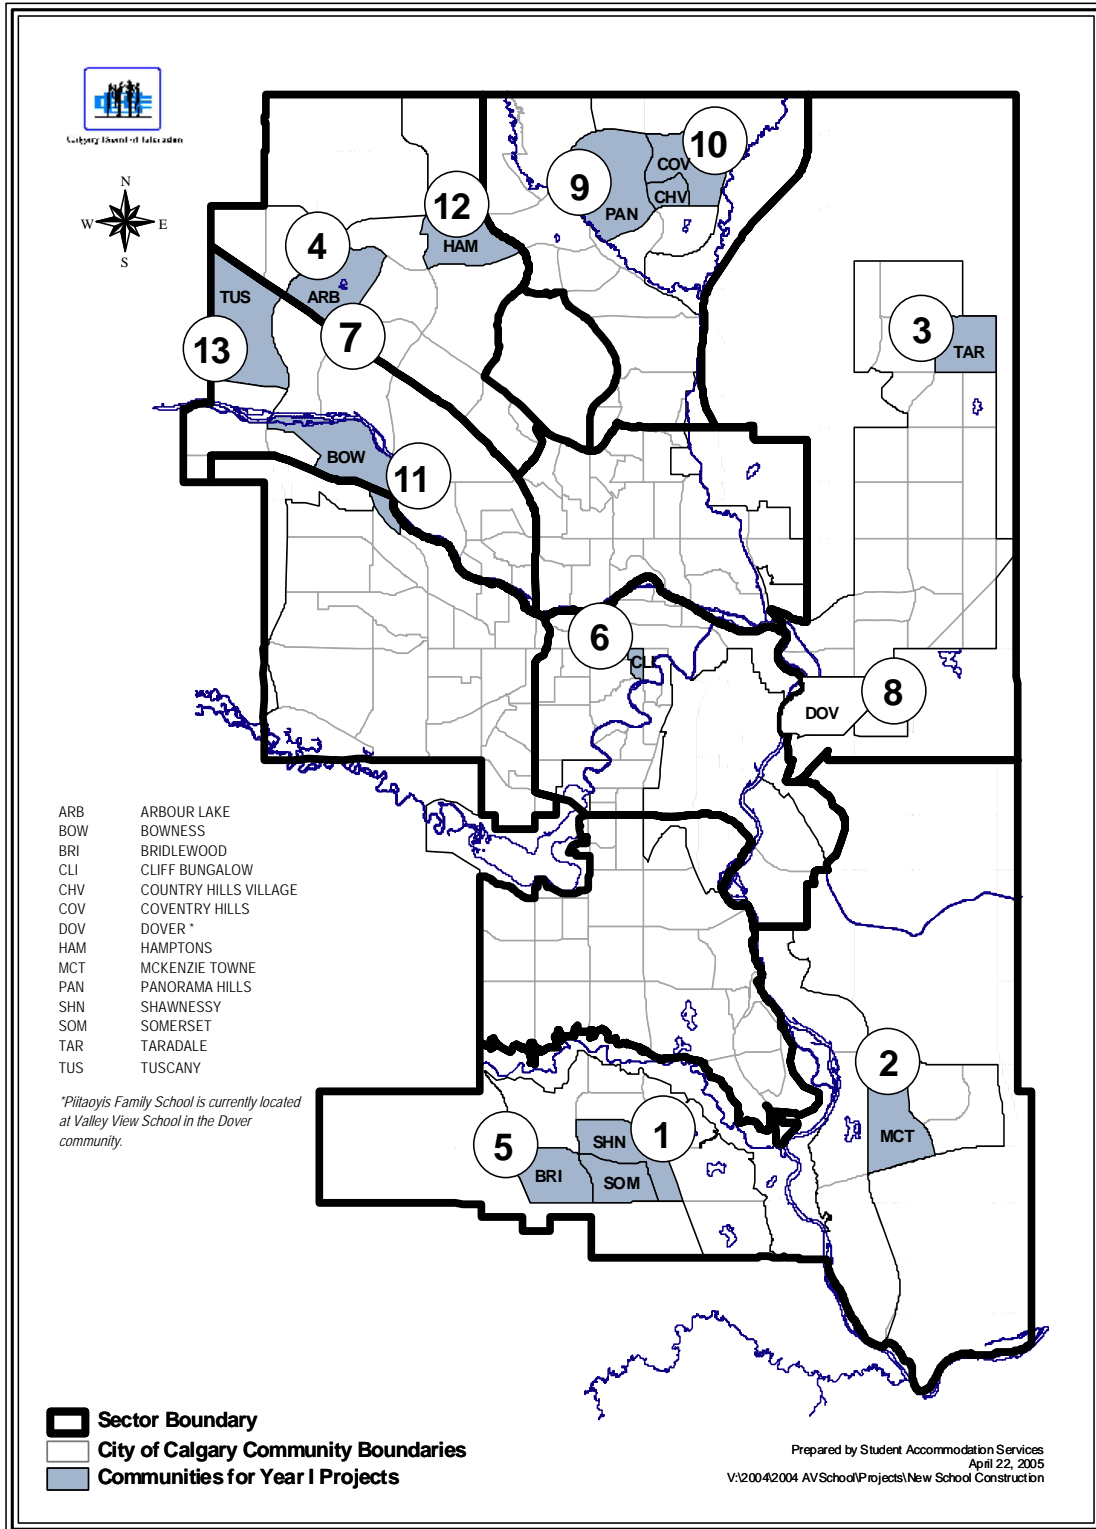 Calgary Board of Education
N
W E
S
10
COV
9
CHV
12
PAN
4
HAM
TUS
ARB
3
7
13
TAR
BOW
11
6
CLI
8
DOV
ARB ARBOUR LAKE
BOW BOWNESS
BRI BRIDLEWOOD
CLI CLIFF BUNGALOW
CHV COUNTRY HILLS VILLAGE
COV COVENTRY HILLS
DOV DOVER *
HAM HAMPTONS
MCT MCKENZIE TOWNE
PAN PANORAMA HILLS
SHN SHAWNESSY
SOM SOMERSET
TAR TARADALE
TUS TUSCANY
*Piitaoyis Family School is currently located
at Valley View School in the Dover
community.
2
1
MCT
5
SHN
BRI
SOM
Sector Boundary
City of Calgary Community Boundaries
Communities for Year I Projects
Prepared by Student Accommodation Services
April 22, 2005
V:\2004\2004 AVSchool\Projects\New School Construction